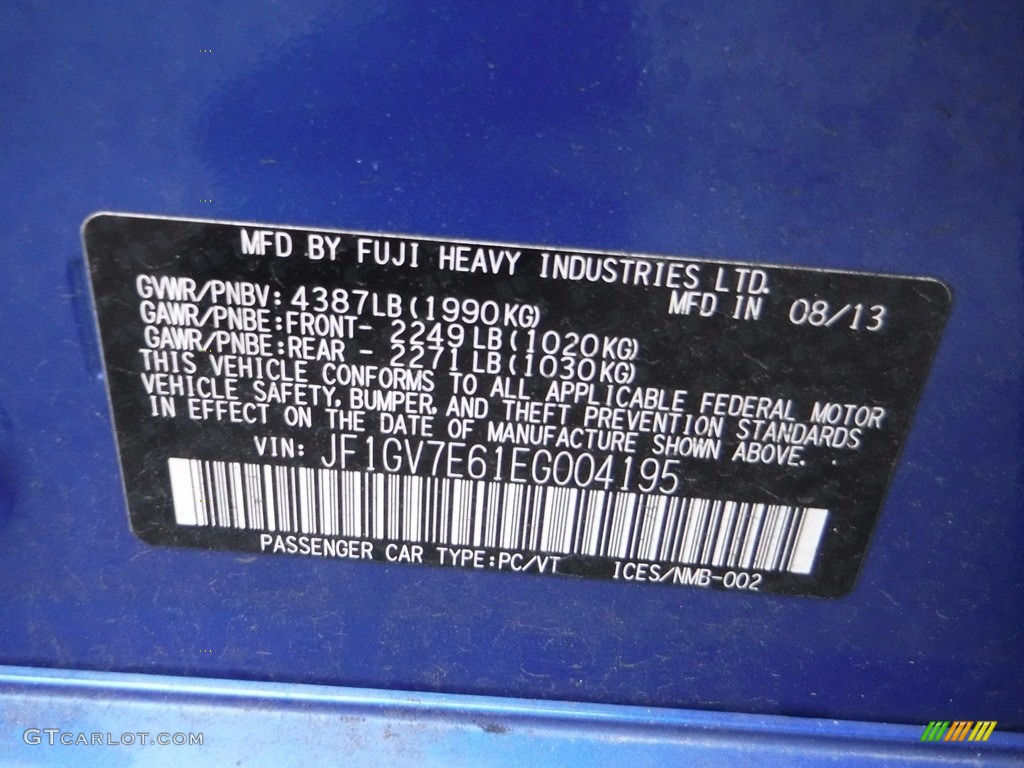 MFD BY FUJI HEAVY INDUSTRIES LTD.
MFD IN 08/13
GVWR/PNBV: 4387LB (1990KG)
GAWR/PNBE:FRONT- 2249 LB (1020KG)
GAWR/PNBE:REAR - 2271 LB (1030KG)
THIS VEHICLE CONFORMS TO ALL APPLICABLE FEDERAL MOTOR
VEHICLE SAFETY, BUMPER, AND THEFT PREVENTION STANDARDS
IN EFFECT ON THE DATE OF MANUFACTURE SHOWN ABOVE.
VIN: JF1GV7E61EG004195
PASSENGER CAR TYPE:PC/VT ICES/NMB-002
GTCARLOT.COM